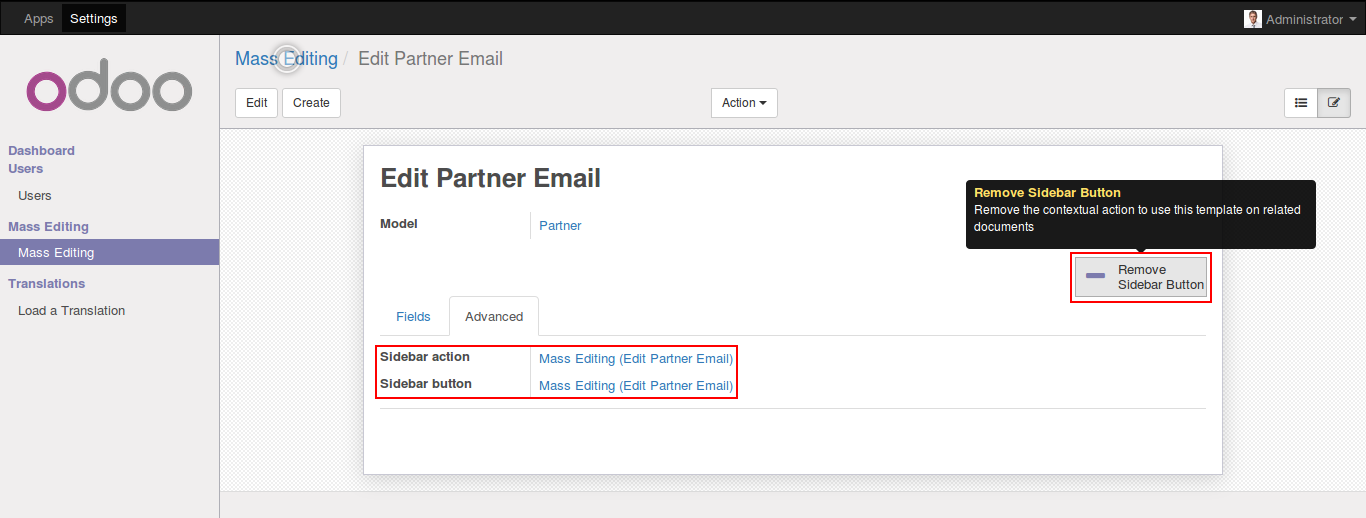 Apps Settings Administrator
odoo
Mass Editing / Edit Partner Email
Edit Create Action
Dashboard
Users
Users
Mass Editing
Mass Editing
Translations
Load a Translation
Edit Partner Email
Model Partner
Remove Sidebar Button
Remove the contextual action to use this template on related
documents
Remove
Sidebar Button
Fields Advanced
Sidebar action Mass Editing (Edit Partner Email)
Sidebar button Mass Editing (Edit Partner Email)